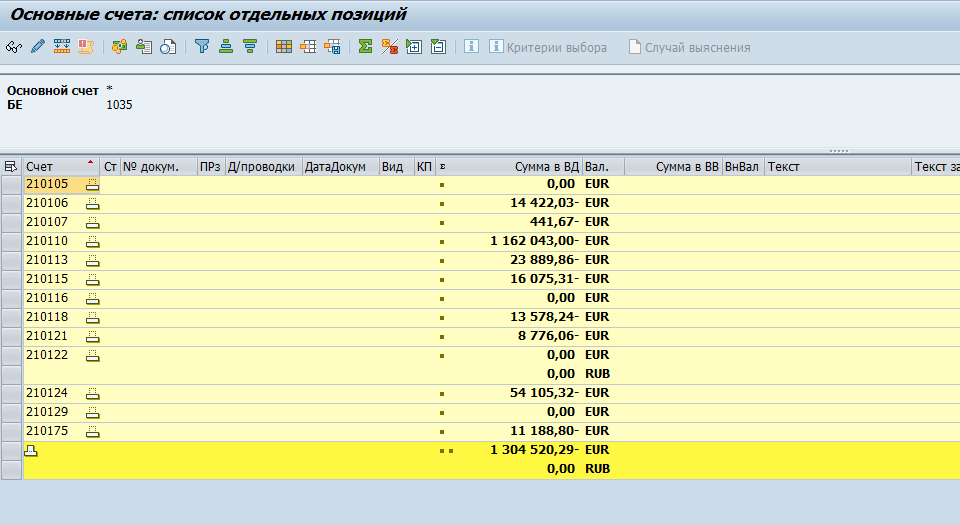 Основные счета: список отдельных позиций
Критерии выбора Случай выяснения
Основной счет *
БЕ 1035
Счет Ст № докум. ПРз Д/проводки ДатаДокум Вид КП Σ Сумма в ВД Вал. Сумма в ВВ ВнВал Текст Текст за
210105 0,00 EUR
210106 14 422,03- EUR
210107 441,67- EUR
210110 1 162 043,00- EUR
210113 23 889,86- EUR
210115 16 075,31- EUR
210116 0,00 EUR
210118 13 578,24- EUR
210121 8 776,06- EUR
210122 0,00 EUR
0,00 RUB
210124 54 105,32- EUR
210129 0,00 EUR
210175 11 188,80- EUR
1 304 520,29- EUR
0,00 RUB